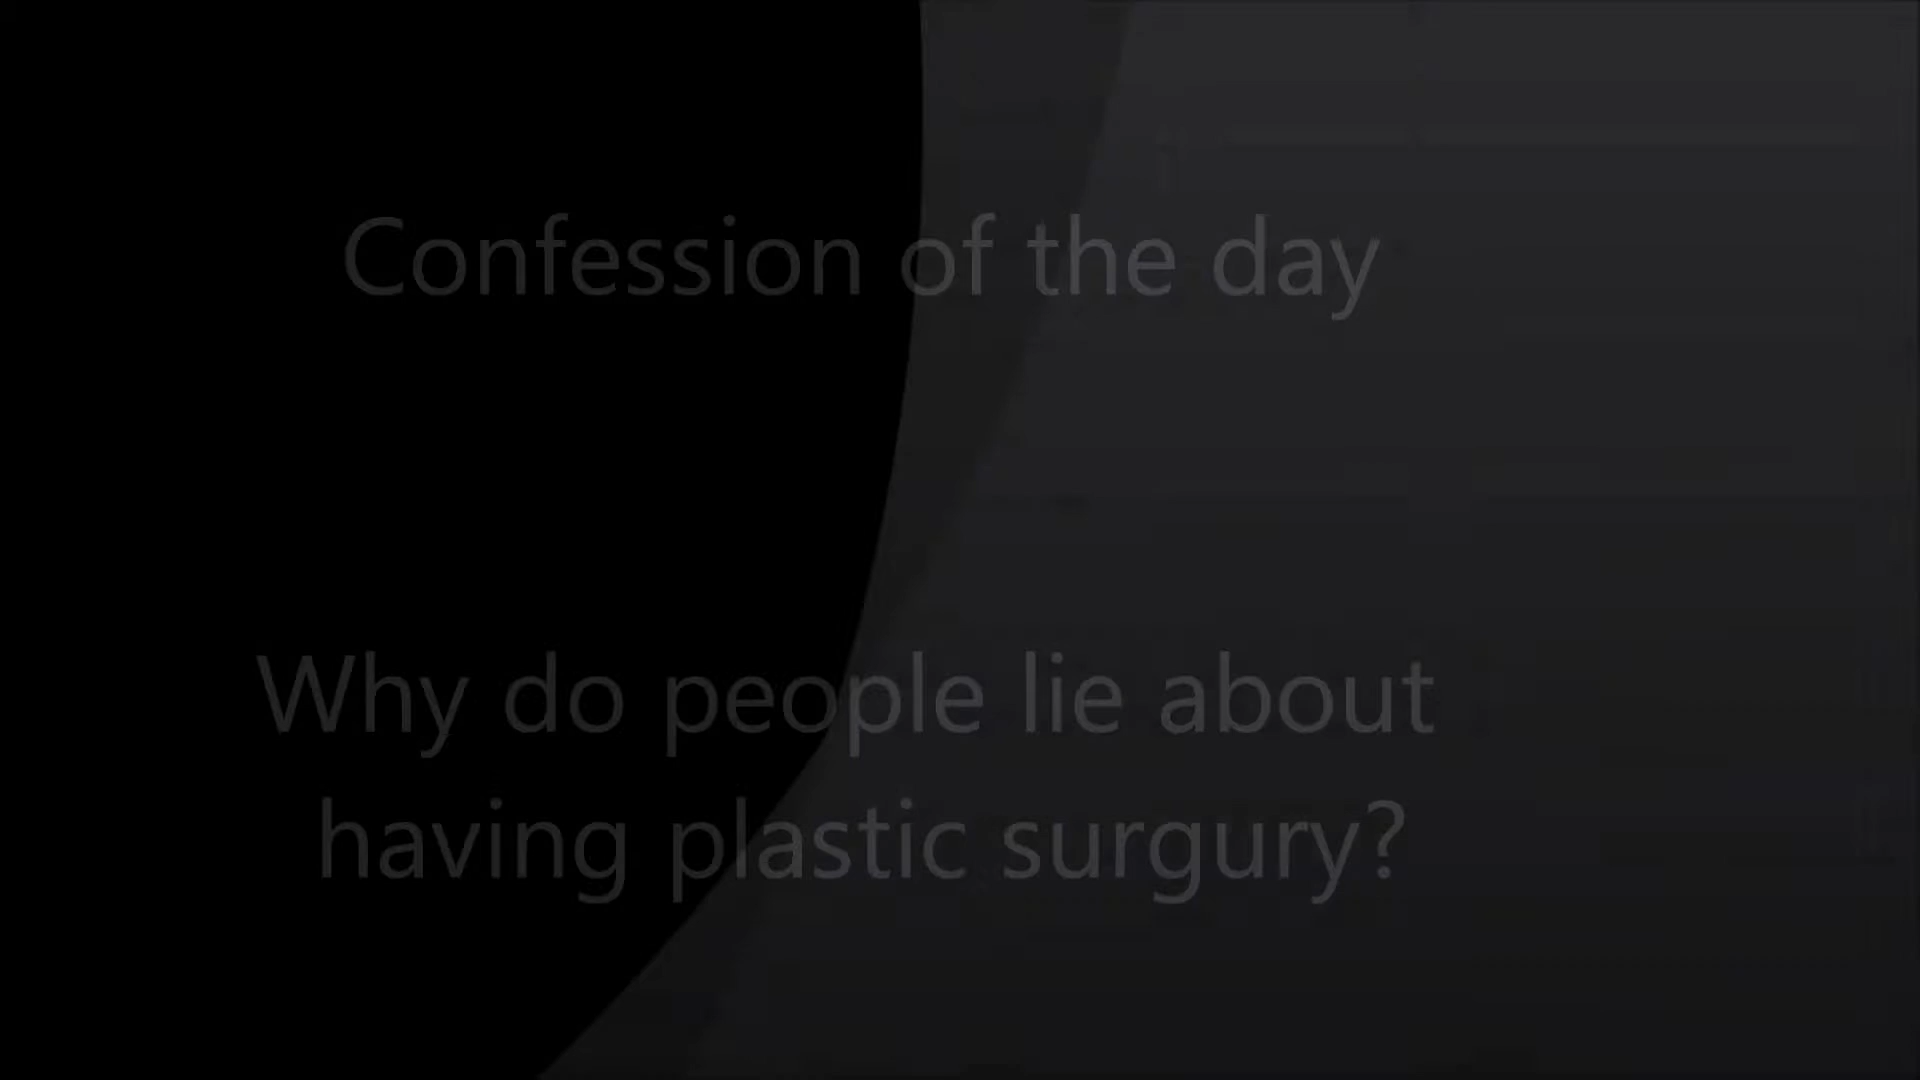 Confession of the day
Why do people lie about
having plastic surgury?